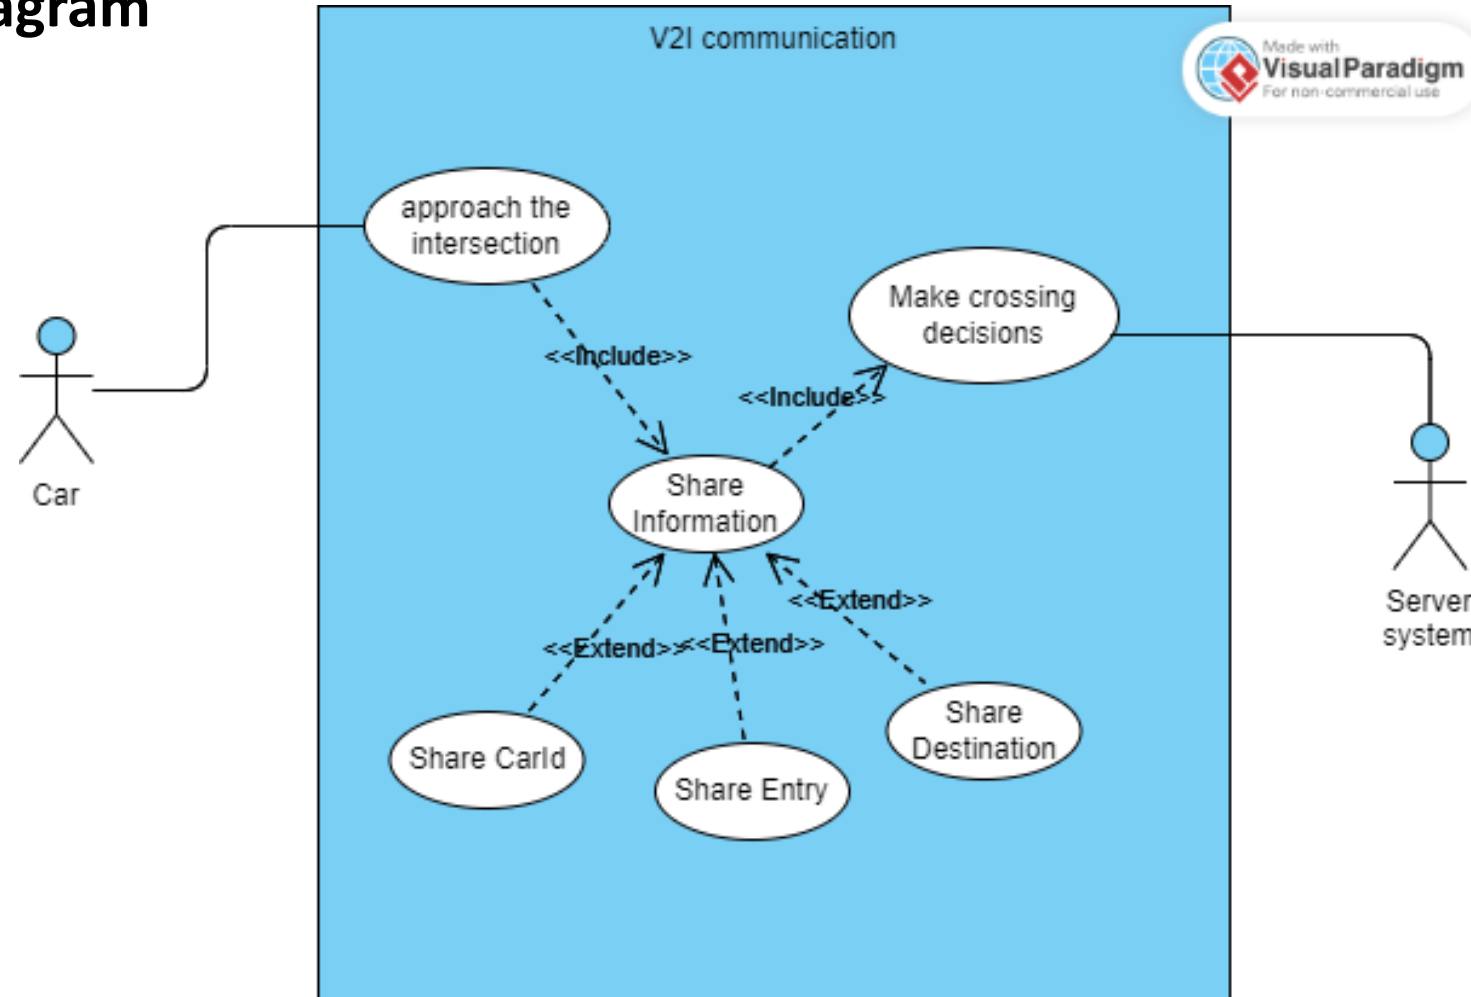 agram
V2I communication
Made with
Visual Paradigm
For non-commercial use
approach the
intersection
Make crossing
decisions
<<Include>>
<<Include>>
Car
Share
Information
Server
system
<<Extend>>
<<Extend>>
<<Extend>>
Share CarId
Share Entry
Share
Destination